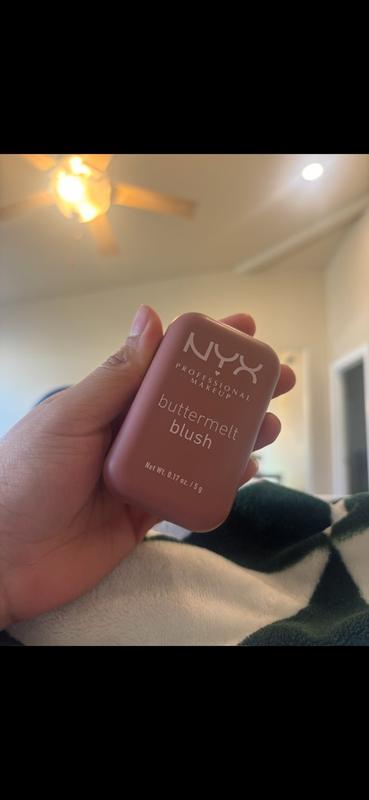 NYX
PROFESSIONAL
MAKEUP
buttermelt
blush
Net Wt. 0.17 oz. / 5 g